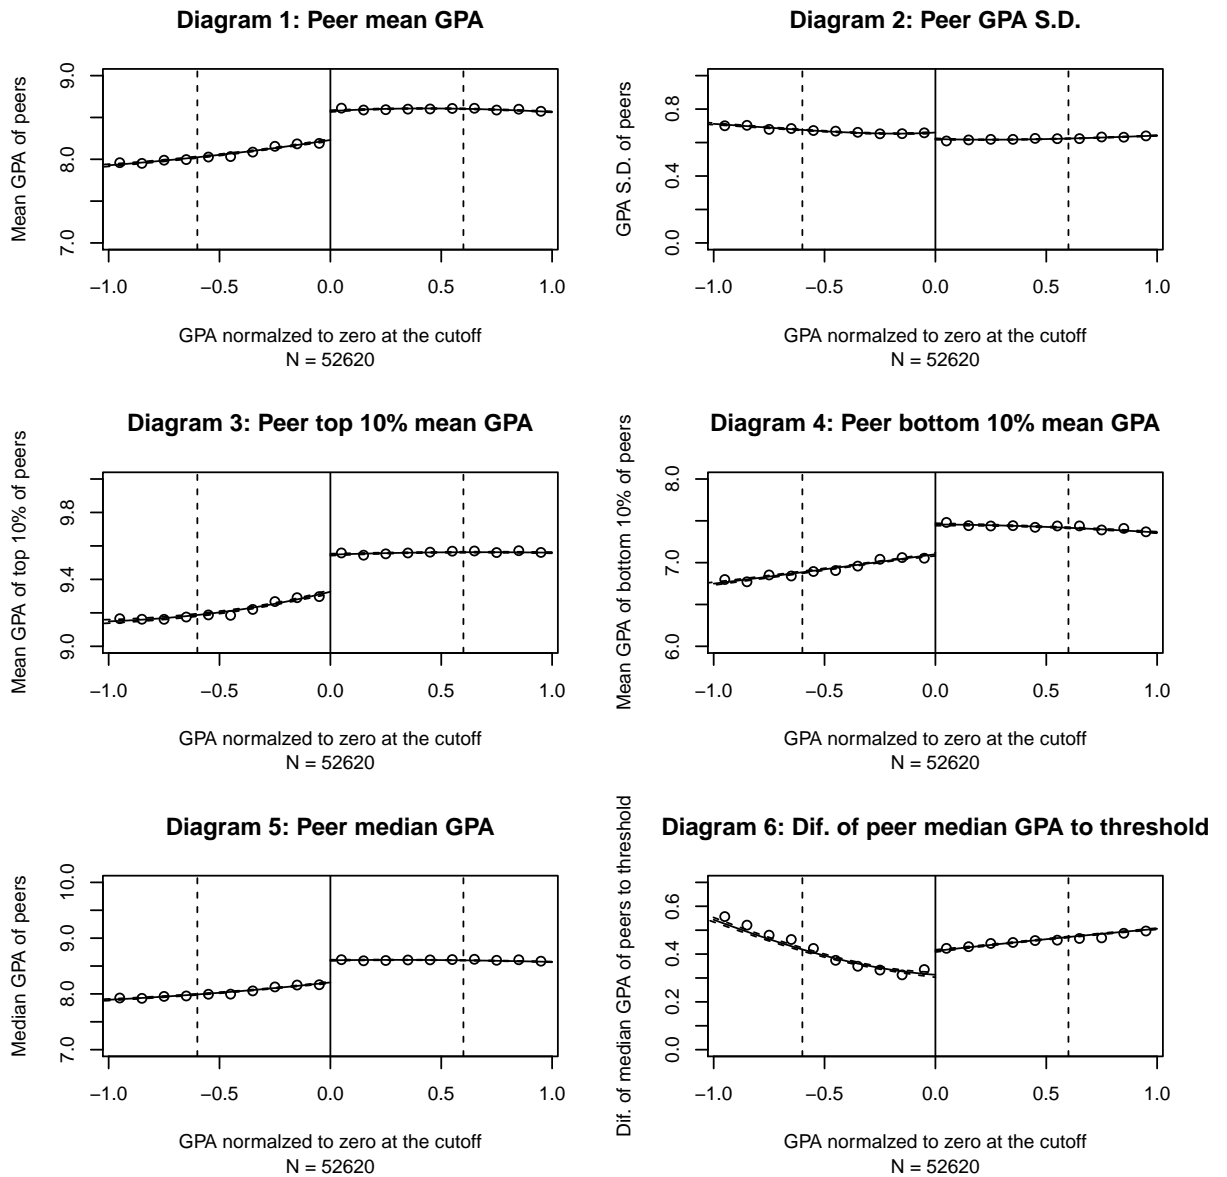 Diagram 1: Peer mean GPA
Mean GPA of peers
9.0
8.0
7.0
−1.0 −0.5 0.0 0.5 1.0
GPA normalzed to zero at the cutoff
N = 52620
Diagram 2: Peer GPA S.D.
GPA S.D. of peers
0.8
0.4
0.0
−1.0 −0.5 0.0 0.5 1.0
GPA normalzed to zero at the cutoff
N = 52620
Diagram 3: Peer top 10% mean GPA
Mean GPA of top 10% of peers
9.8
9.4
9.0
−1.0 −0.5 0.0 0.5 1.0
GPA normalzed to zero at the cutoff
N = 52620
Diagram 4: Peer bottom 10% mean GPA
Mean GPA of bottom 10% of peers
8.0
7.0
6.0
−1.0 −0.5 0.0 0.5 1.0
GPA normalzed to zero at the cutoff
N = 52620
Diagram 5: Peer median GPA
Median GPA of peers
10.0
9.0
8.0
7.0
−1.0 −0.5 0.0 0.5 1.0
GPA normalzed to zero at the cutoff
N = 52620
Diagram 6: Dif. of peer median GPA to threshold
Dif. of median GPA of peers to threshold
0.6
0.4
0.2
0.0
−1.0 −0.5 0.0 0.5 1.0
GPA normalzed to zero at the cutoff
N = 52620